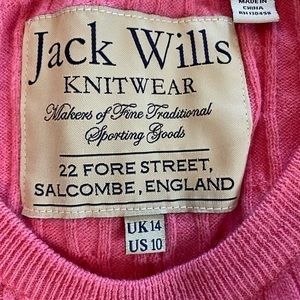 Jack Wills
KNITWEAR
Makers of Fine Traditional
Sporting Goods
22 FORE STREET,
SALCOMBE, ENGLAND
UK 14
US 10
MADE IN
CHINA